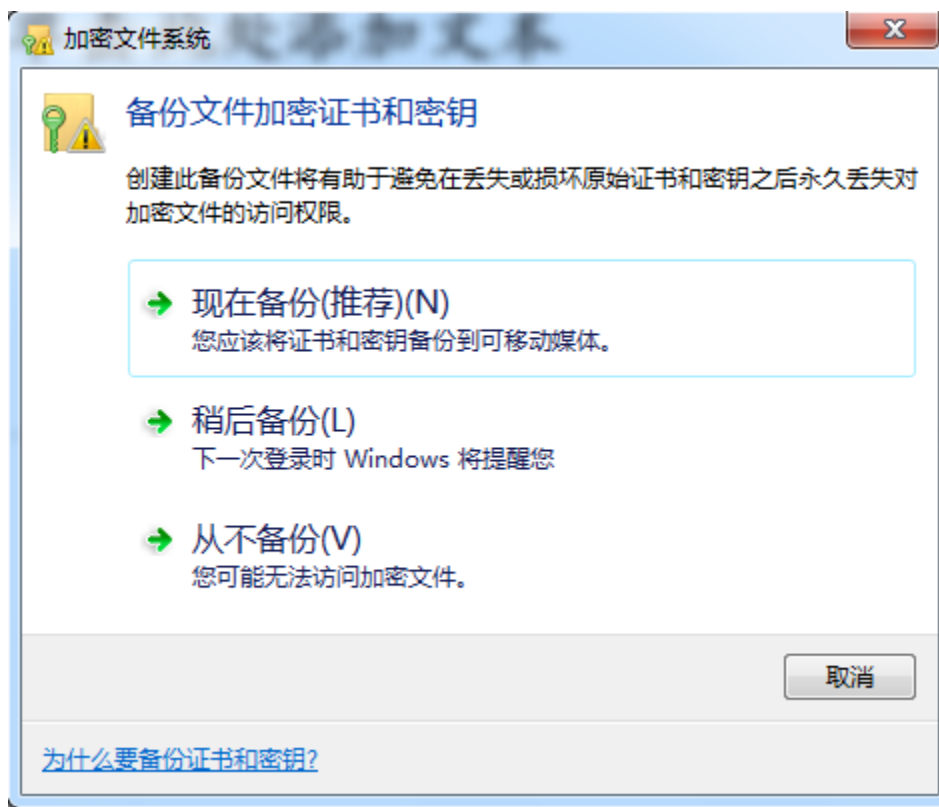 加密文件系统
处添加文本
备份文件加密证书和密钥
创建此备份文件将有助于避免在丢失或损坏原始证书和密钥之后永久丢失对
加密文件的访问权限。
现在备份(推荐)(N)
您应该将证书和密钥备份到可移动媒体。
稍后备份(L)
下一次登录时 Windows 将提醒您
从不备份(V)
您可能无法访问加密文件。
取消
为什么要备份证书和密钥?